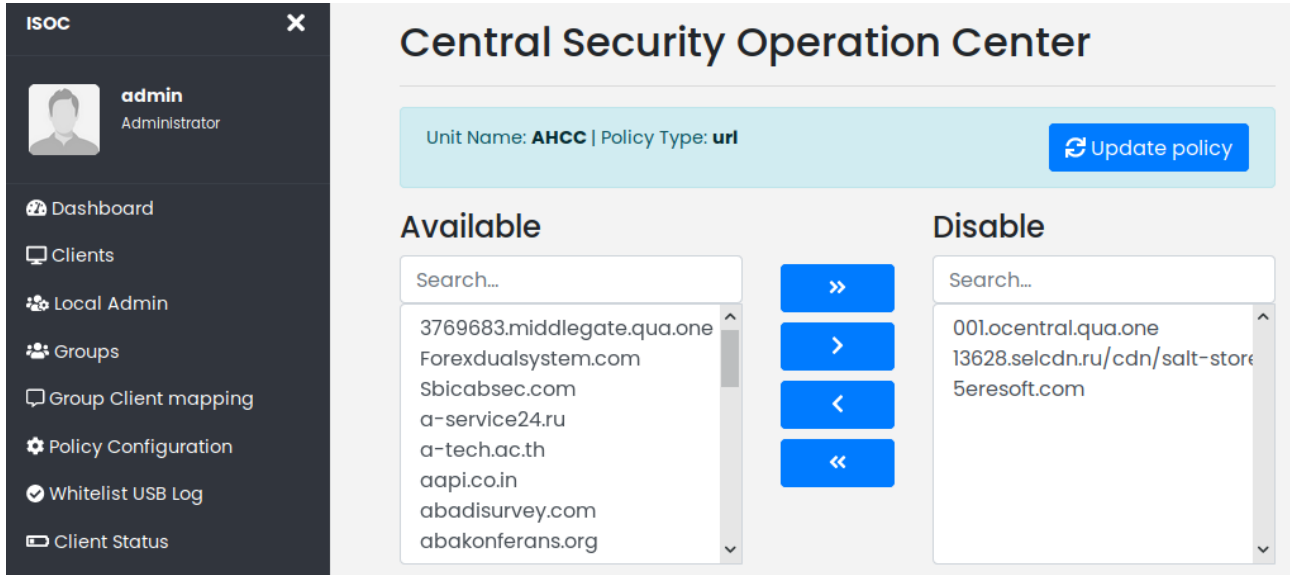 ISOC
admin
Administrator
Dashboard
Clients
Local Admin
Groups
Group Client mapping
Policy Configuration
Whitelist USB Log
Client Status
Central Security Operation Center
Unit Name: AHCC | Policy Type: url
Update policy
Available
Search...
3769683.middlegate.qua.one
Forexdualsystem.com
Sbicabsec.com
a-service24.ru
a-tech.ac.th
aapi.co.in
abadisurvey.com
abakonferans.org
Disable
Search...
001.ocentral.qua.one
13628.selcdn.ru/cdn/salt-store
5eresoft.com